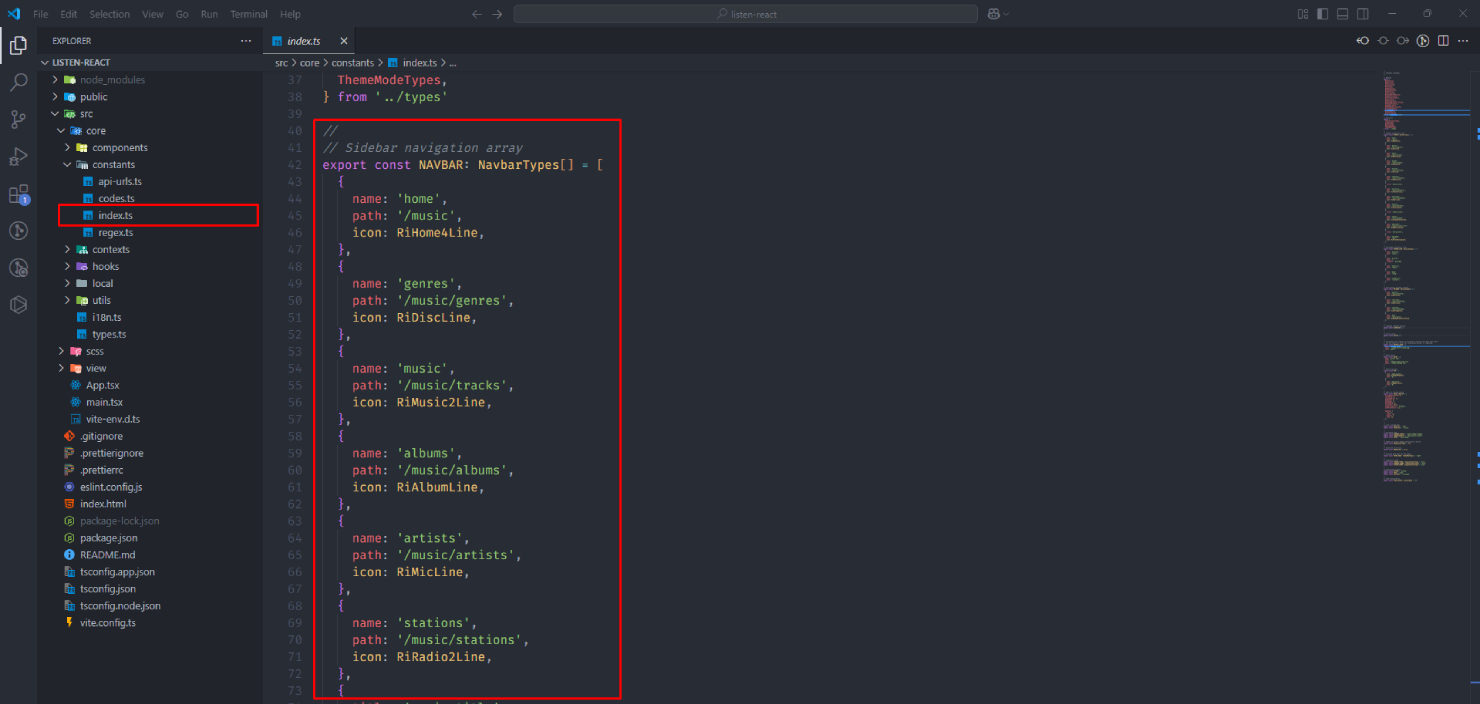 File Edit Selection View Go Run Terminal Help
listen-react
EXPLORER
index.ts
LISTEN-REACT
node_modules
public
src
core
components
constants
api-urls.ts
codes.ts
index.ts
regex.ts
contexts
hooks
local
utils
i18n.ts
types.ts
scss
view
App.tsx
main.tsx
vite-env.d.ts
.gitignore
.prettierignore
.prettierrc
eslint.config.js
index.html
package-lock.json
package.json
README.md
tsconfig.app.json
tsconfig.json
tsconfig.node.json
vite.config.ts
1
src > core > constants > index.ts > ...
37 ThemeModeTypes,
38 } from '../types'
39
40 //
41 // Sidebar navigation array
42 export const NAVBAR: NavbarTypes[] = [
43 {
44 name: 'home',
45 path: '/music',
46 icon: RiHome4Line,
47 },
48 {
49 name: 'genres',
50 path: '/music/genres',
51 icon: RiDiscLine,
52 },
53 {
54 name: 'music',
55 path: '/music/tracks',
56 icon: RiMusic2Line,
57 },
58 {
59 name: 'albums',
60 path: '/music/albums',
61 icon: RiAlbumLine,
62 },
63 {
64 name: 'artists',
65 path: '/music/artists',
66 icon: RiMicLine,
67 },
68 {
69 name: 'stations',
70 path: '/music/stations',
71 icon: RiRadio2Line,
72 },
73 {